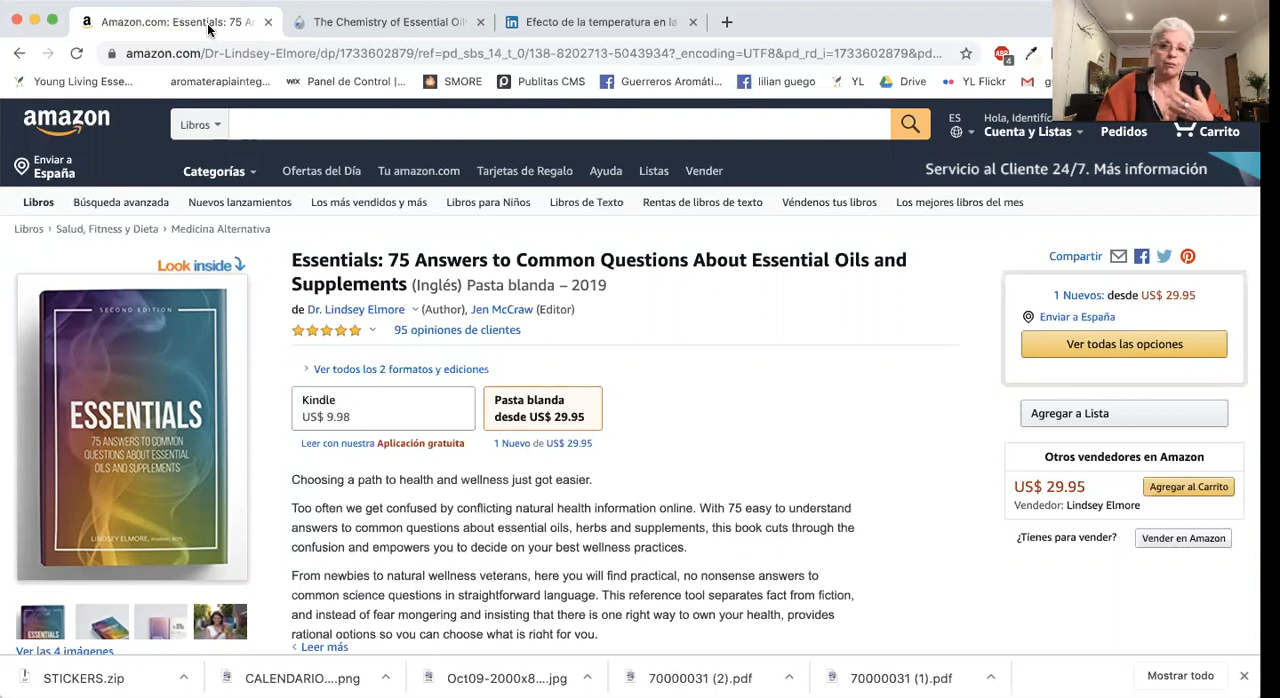 Amazon.com: Essentials: 75 Ar
The Chemistry of Essential Oil
Efecto de la temperatura en la
amazon.com/Dr-Lindsey-Elmore/dp/1733602879/ref=pd_sbs_14_t_0/138-8202713-5043934?_encoding=UTF8&pd_rd_i=1733602879&pd...
ABP
4
Young Living Esse...
aromaterapiainteg...
WIX
Panel de Control |...
SMORE
Publitas CMS
Guerreros Aromáti...
lilian guego
YL
Drive
YL Flickr
amazon
Libros
ES
Hola, Identific
Cuenta y Listas
Pedidos
Carrito
Enviar a
España
Categorías
Ofertas del Día
Tu amazon.com
Tarjetas de Regalo
Ayuda
Listas
Vender
Servicio al Cliente 24/7. Más información
Libros
Búsqueda avanzada
Nuevos lanzamientos
Los más vendidos y más
Libros para Niños
Libros de Texto
Rentas de libros de texto
Véndenos tus libros
Los mejores libros del mes
Libros › Salud, Fitness y Dieta › Medicina Alternativa
Look inside
SECOND EDITION
ESSENTIALS
75 ANSWERS TO COMMON
QUESTIONS ABOUT ESSENTIAL
OILS AND SUPPLEMENTS
LINDSEY ELMORE,
ESSENTIALS
Ver las 4 imágenes
Essentials: 75 Answers to Common Questions About Essential Oils and
Supplements (Inglés) Pasta blanda – 2019
de Dr. Lindsey Elmore (Author), Jen McCraw (Editor)
95 opiniones de clientes
› Ver todos los 2 formatos y ediciones
Kindle
US$ 9.98
Pasta blanda
desde US$ 29.95
Leer con nuestra Aplicación gratuita
1 Nuevo de US$ 29.95
Choosing a path to health and wellness just got easier.
Too often we get confused by conflicting natural health information online. With 75 easy to understand
answers to common questions about essential oils, herbs and supplements, this book cuts through the
confusion and empowers you to decide on your best wellness practices.
From newbies to natural wellness veterans, here you will find practical, no nonsense answers to
common science questions in straightforward language. This reference tool separates fact from fiction,
and instead of fear mongering and insisting that there is one right way to own your health, provides
rational options so you can choose what is right for you.
‹ Leer más
Compartir
1 Nuevos: desde US$ 29.95
Enviar a España
Ver todas las opciones
Agregar a Lista
Otros vendedores en Amazon
US$ 29.95
Agregar al Carrito
Vendedor: Lindsey Elmore
¿Tienes para vender?
Vender en Amazon
STICKERS.zip
CALENDARIO....png
Oct09-2000x8....jpg
70000031 (2).pdf
70000031 (1).pdf
Mostrar todo